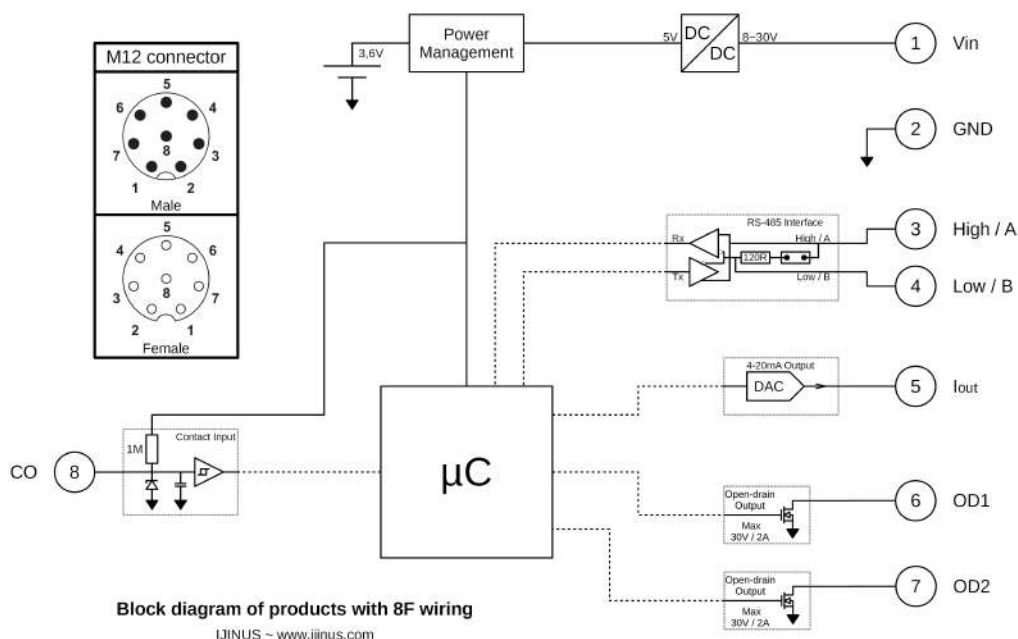 M12 connector
5
6
4
7
8
3
1
2
Male
5
4
6
3
8
7
2
1
Female
3,6V
Power
Management
5V
DC
DC
8–30V
1
Vin
2
GND
RS-485 Interface
Rx
High / A
3
High / A
120R
Tx
Low / B
4
Low / B
4-20mA Output
DAC
5
Iout
Contact Input
1M
CO
8
µC
Open-drain
Output
Max
30V / 2A
6
OD1
Open-drain
Output
Max
30V / 2A
7
OD2
Block diagram of products with 8F wiring
IJINUS ~ www.ijinus.com